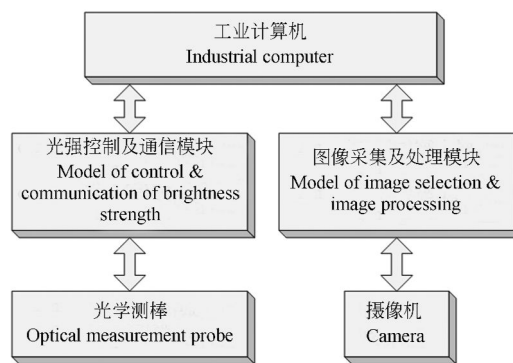 工业计算机
Industrial computer
光强控制及通信模块
Model of control &
communication of brightness
strength
图像采集及处理模块
Model of image selection &
image processing
光学测棒
Optical measurement probe
摄像机
Camera